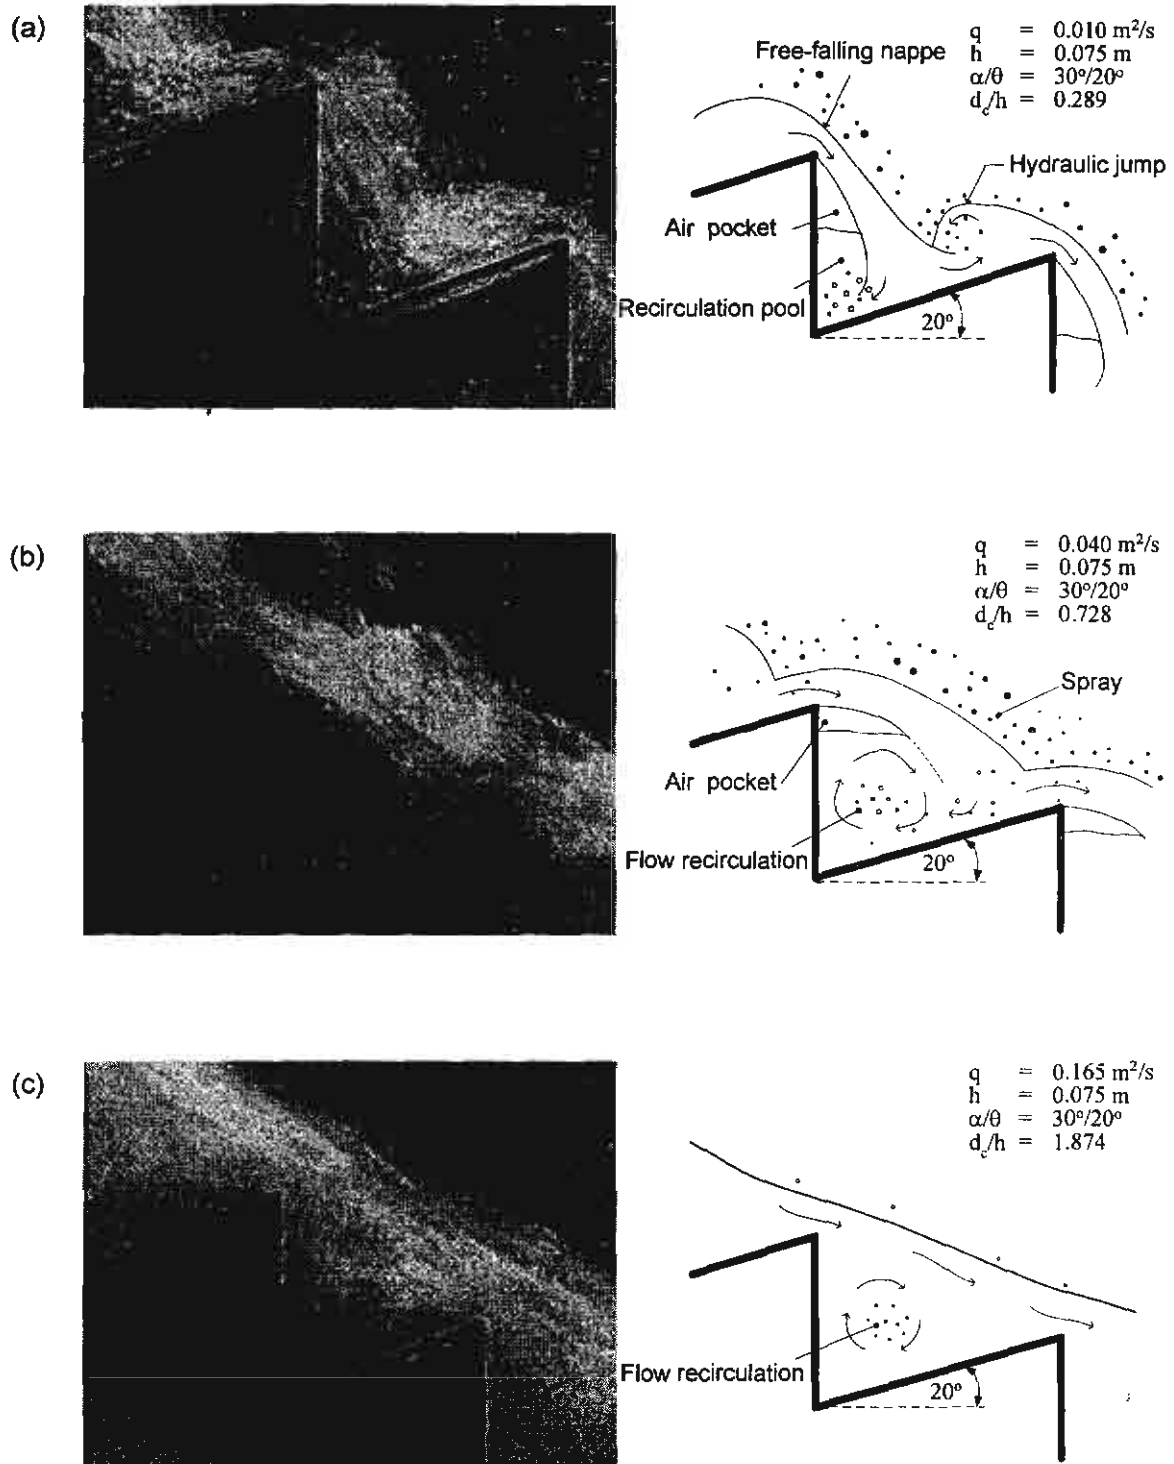 (a)
q = 0.010 m²/s
h = 0.075 m
α/θ = 30°/20°
d_c/h = 0.289
Free-falling nappe
Hydraulic jump
Air pocket
Recirculation pool
20°
(b)
q = 0.040 m²/s
h = 0.075 m
α/θ = 30°/20°
d_c/h = 0.728
Spray
Air pocket
Flow recirculation
20°
(c)
q = 0.165 m²/s
h = 0.075 m
α/θ = 30°/20°
d_c/h = 1.874
Flow recirculation
20°